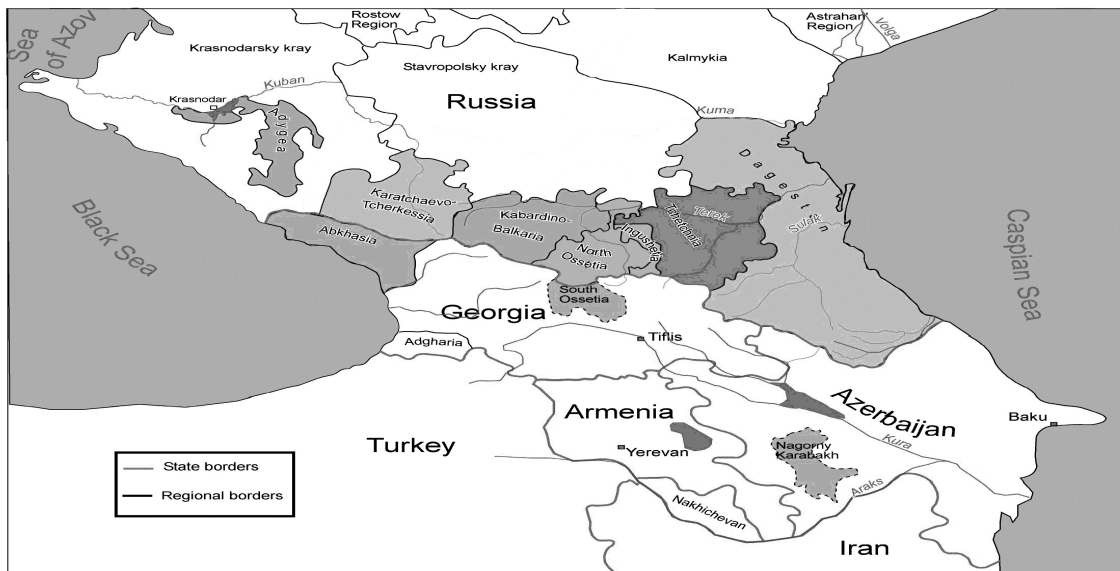 Rostow
Region
Astrahan
Region
Volga
Sea
of Azov
Krasnodarsky kray
Stavropolsky kray
Kalmykia
Kuban
Krasnodar
Russia
Kuma
Adygea
Dagestan
Karatchaevo-
Tcherkessia
Kabardino-
Balkaria
Terek
Tchetchnia
Sulak
Ingushetia
Black Sea
Abkhasia
North
Ossetia
Caspian Sea
South
Ossetia
Georgia
Tiflis
Adgharia
Armenia
Azerbaijan
Baku
Turkey
Yerevan
Nagorny
Karabakh
Kura
State borders
Regional borders
Araks
Nakhichevan
Iran